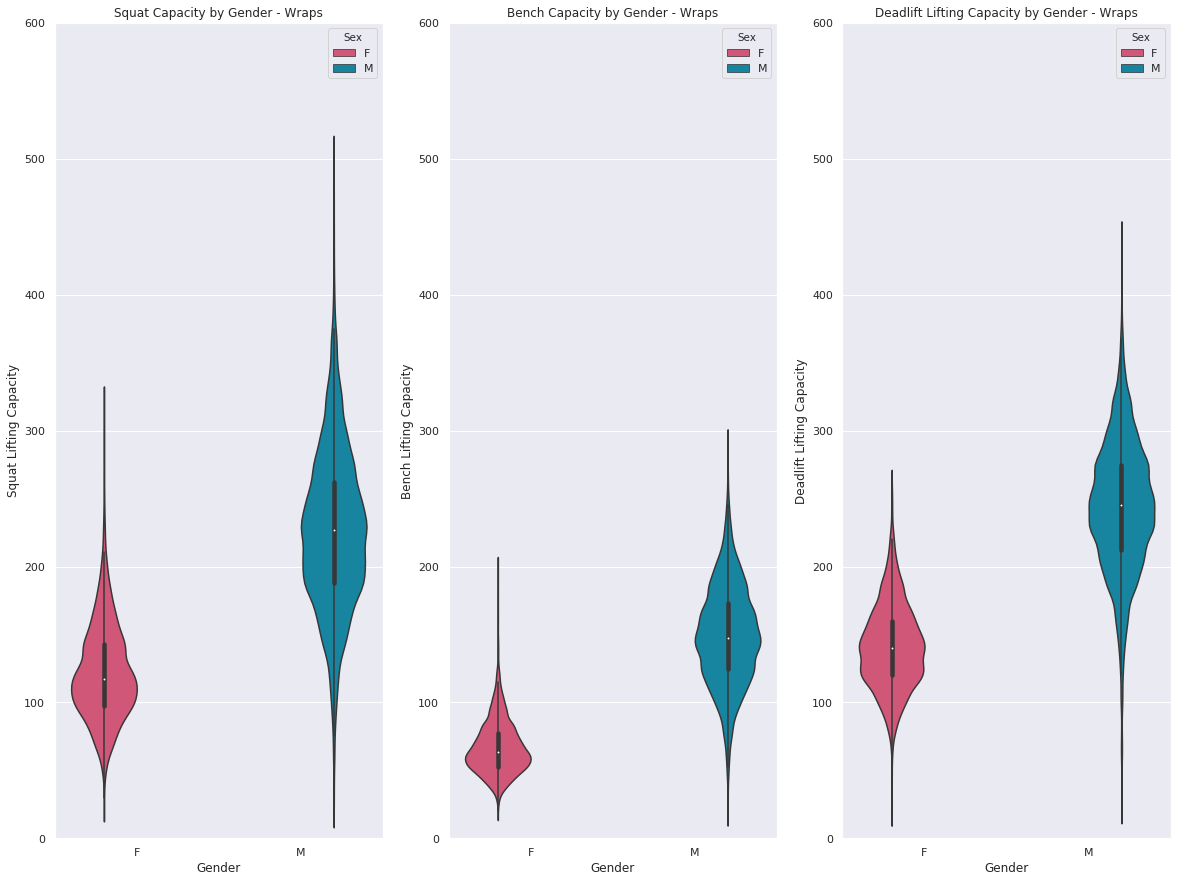 Squat Capacity by Gender - Wraps
600
500
400
300
200
100
0
Squat Lifting Capacity
Sex
F
M
F
M
Gender
Bench Capacity by Gender - Wraps
600
500
400
300
200
100
0
Bench Lifting Capacity
Sex
F
M
F
M
Gender
Deadlift Lifting Capacity by Gender - Wraps
600
500
400
300
200
100
0
Deadlift Lifting Capacity
Sex
F
M
F
M
Gender